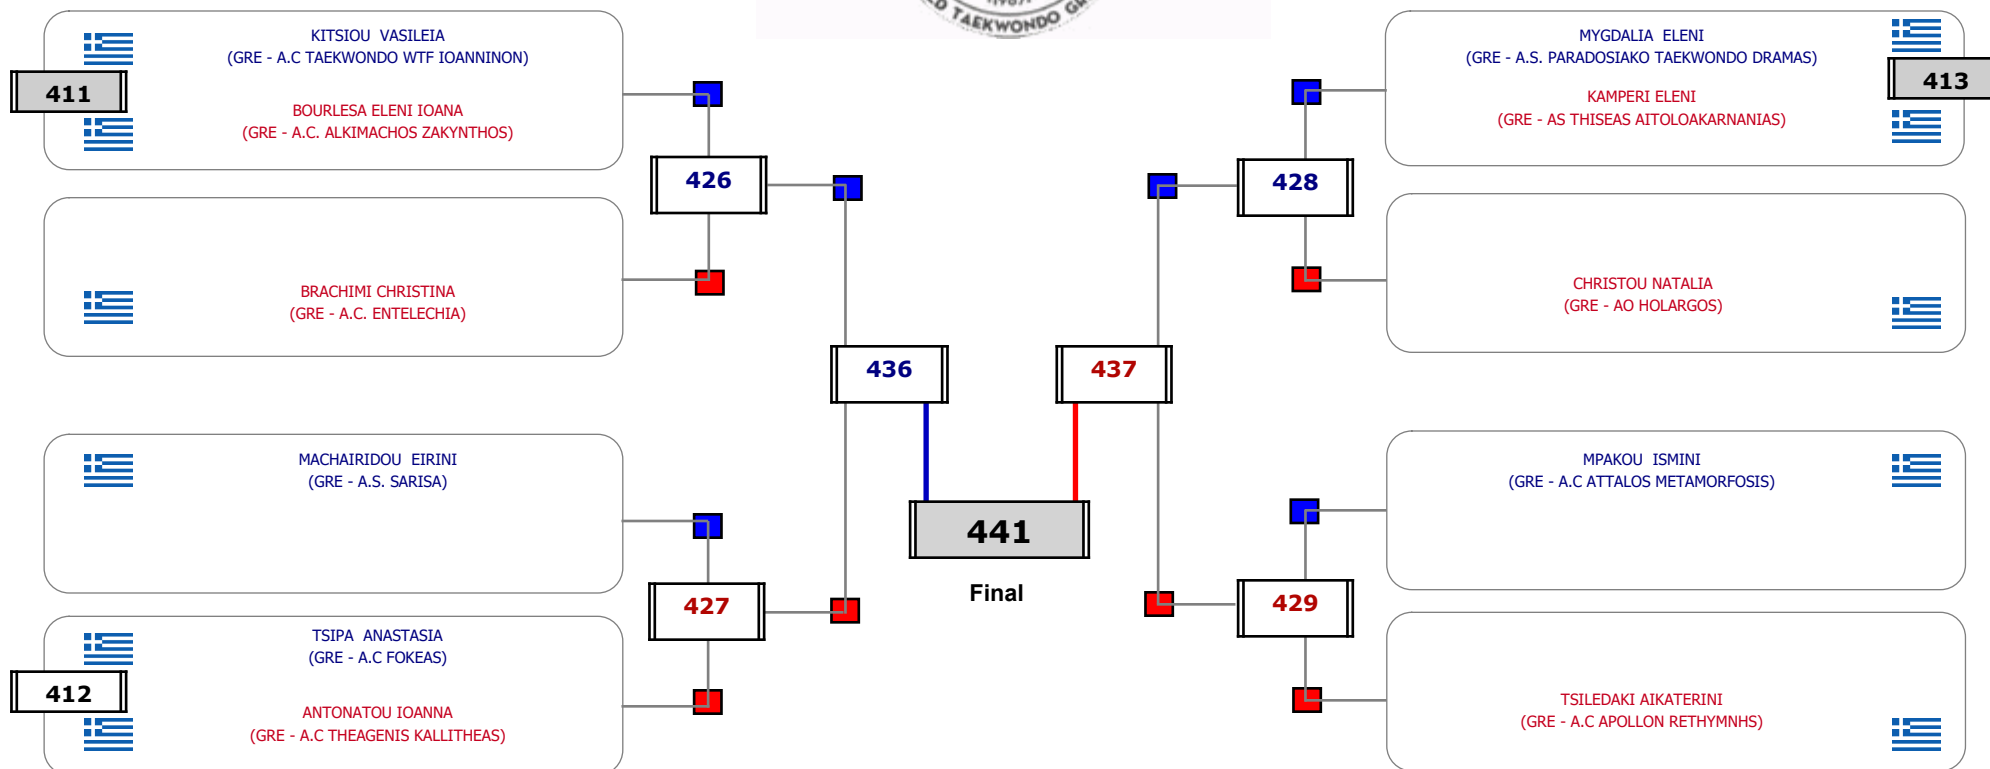 TAEKWONDO
KITSIOU  VASILEIA
(GRE - A.C TAEKWONDO WTF IOANNINON)
411
BOURLESA ELENI IOANA
(GRE - A.C. ALKIMACHOS ZAKYNTHOS)
426
BRACHIMI CHRISTINA
(GRE - A.C. ENTELECHIA)
436
MACHAIRIDOU  EIRINI
(GRE - A.S. SARISA)
427
TSIPA  ANASTASIA
(GRE - A.C FOKEAS)
412
ANTONATOU IOANNA
(GRE - A.C THEAGENIS KALLITHEAS)
441
Final
MYGDALIA  ELENI
(GRE - A.S. PARADOSIAKO TAEKWONDO DRAMAS)
413
KAMPERI ELENI
(GRE - AS THISEAS AITOLOAKARNANIAS)
428
CHRISTOU NATALIA
(GRE - AO HOLARGOS)
437
MPAKOU  ISMINI
(GRE - A.C ATTALOS METAMORFOSIS)
429
TSILEDAKI AIKATERINI
(GRE - A.C APOLLON RETHYMNHS)